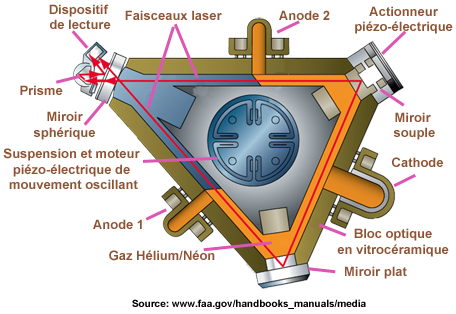 Dispositif
de lecture
Faisceaux laser
Anode 2
Actionneur
piézo-électrique
Prisme
Miroir
sphérique
Miroir
souple
Suspension et moteur
piézo-électrique de
mouvement oscillant
Cathode
Anode 1
Gaz Hélium/Néon
Bloc optique
en vitrocéramique
Miroir plat
Source: www.faa.gov/handbooks_manuals/media